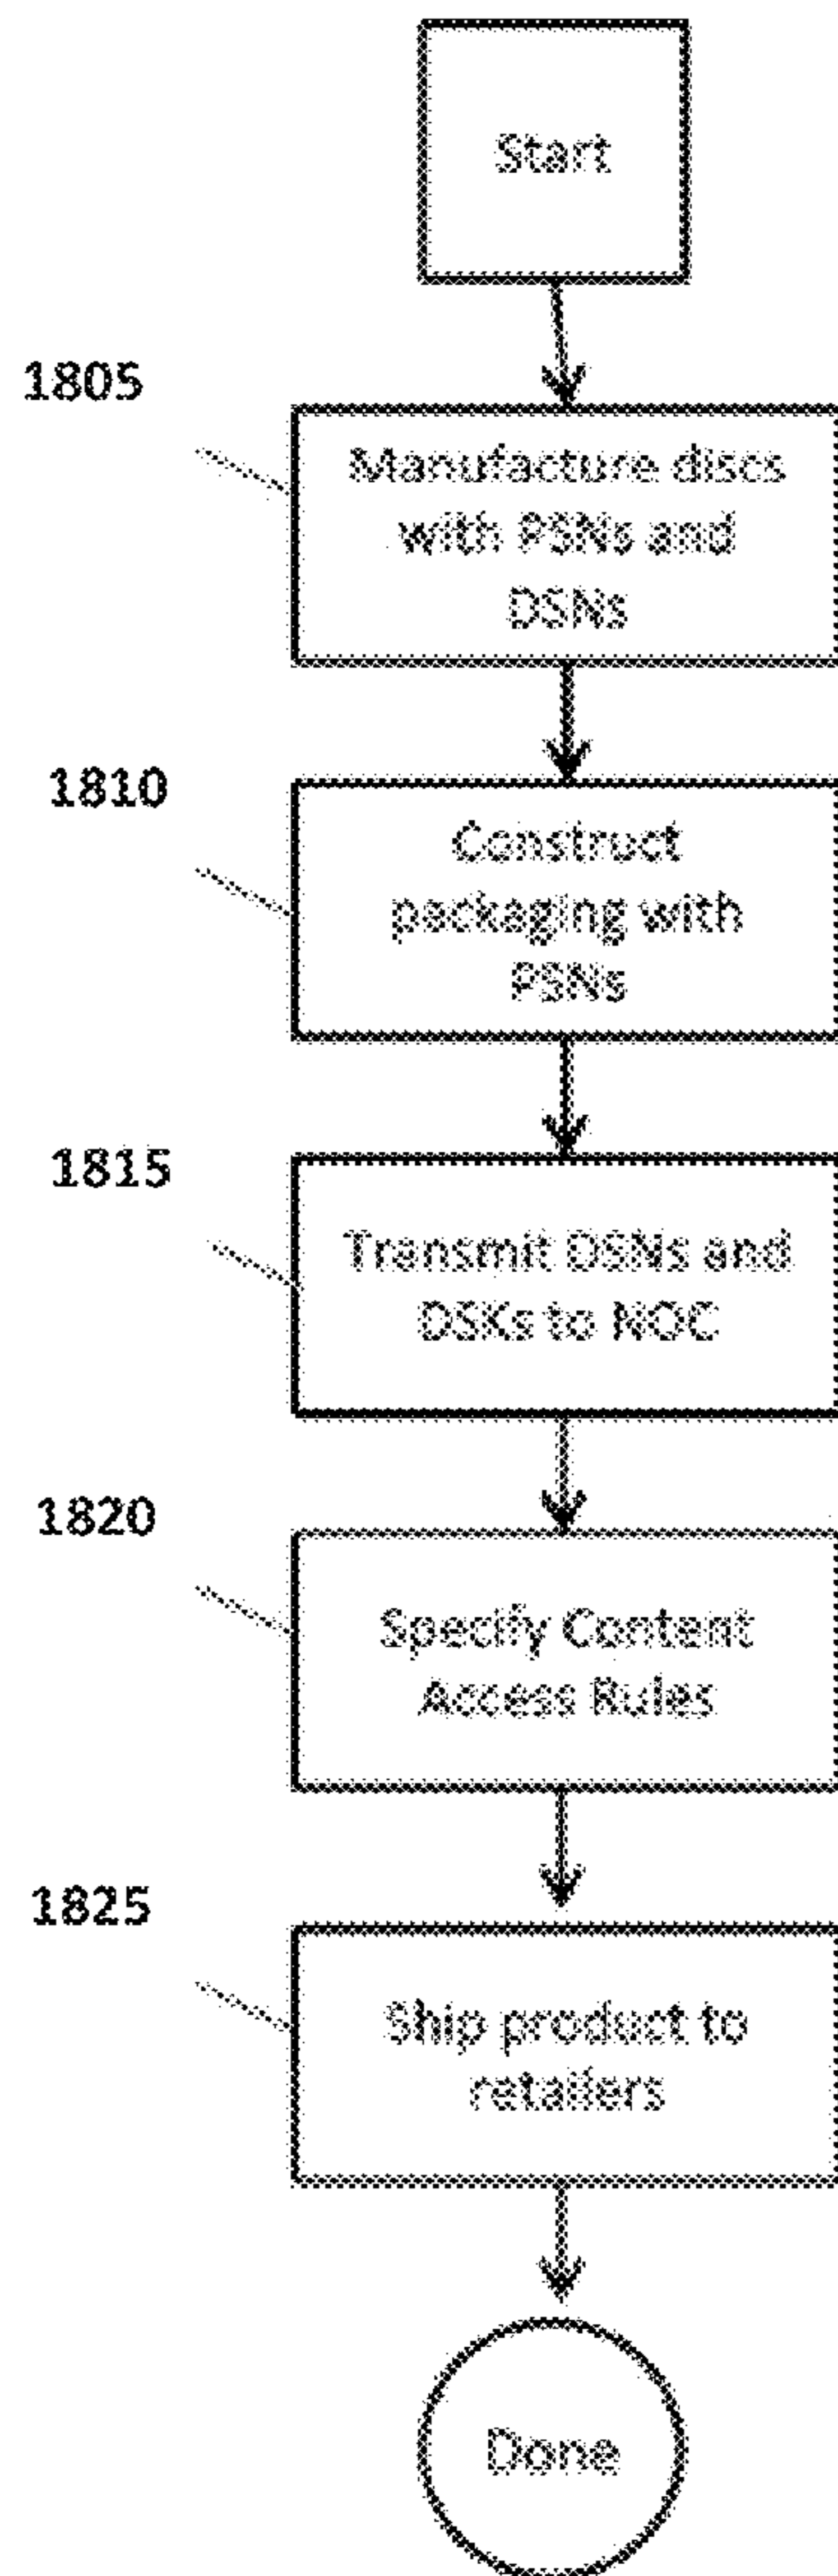 Start
1805
Manufacture discs
with PSNs and
DSNs
1810
Construct
packaging with
PSNs
1815
Transmit DSNs and
DSKs to NOC
1820
Specify Content
Access Rules
1825
Ship product to
retailers
Done